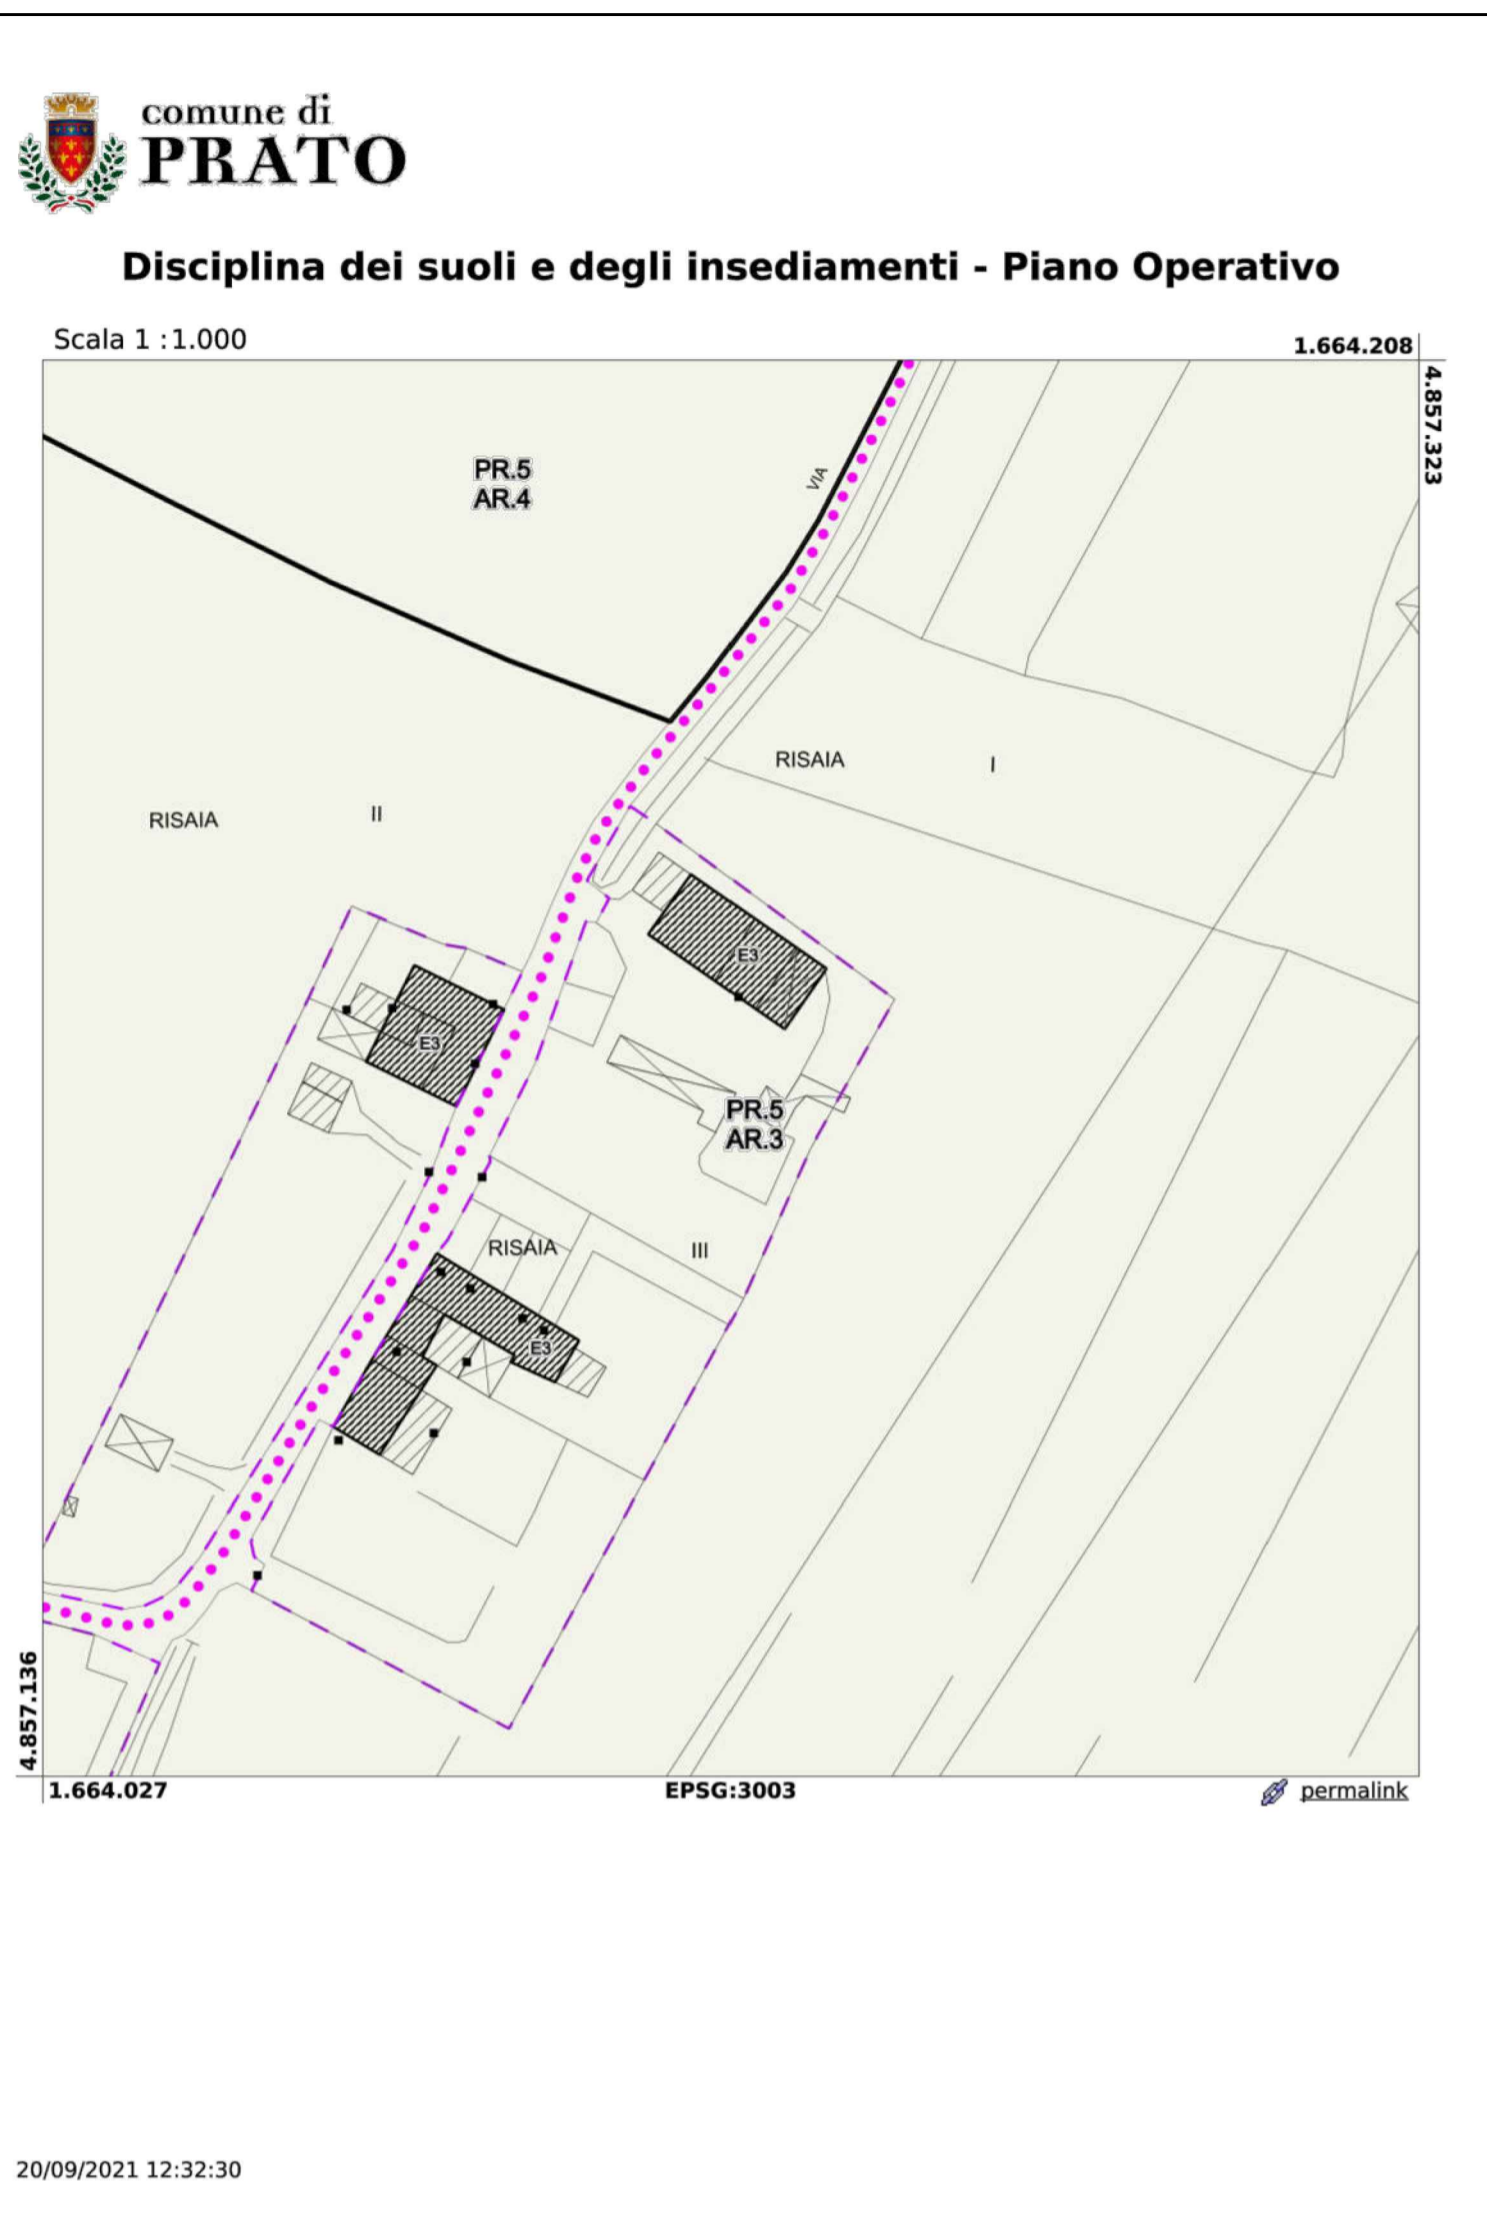 comune di
PRATO
Disciplina dei suoli e degli insediamenti - Piano Operativo
Scala 1 : 1.000
1.664.208
4.857.323
PR.5
AR.4
VIA
RISAIA I
RISAIA II
E3
E3
PR.5
AR.3
RISAIA III
E3
4.857.136
1.664.027
EPSG:3003
permalink
20/09/2021 12:32:30